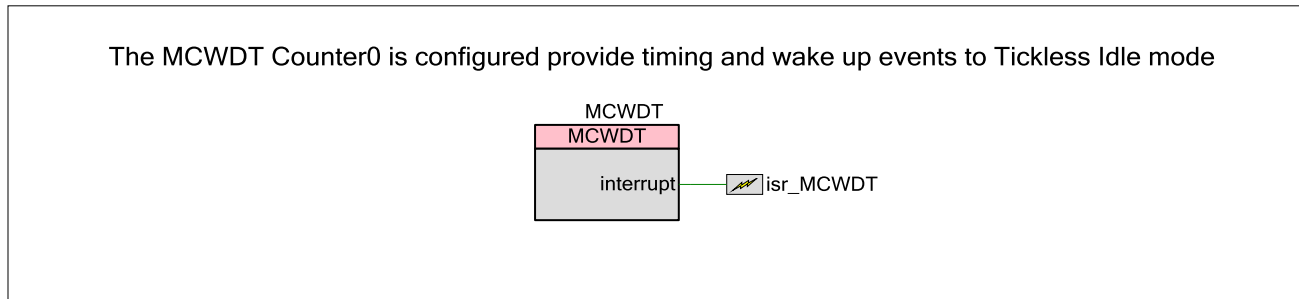 The MCWDT Counter0 is configured provide timing and wake up events to Tickless Idle mode
MCWDT
MCWDT
interrupt
isr_MCWDT